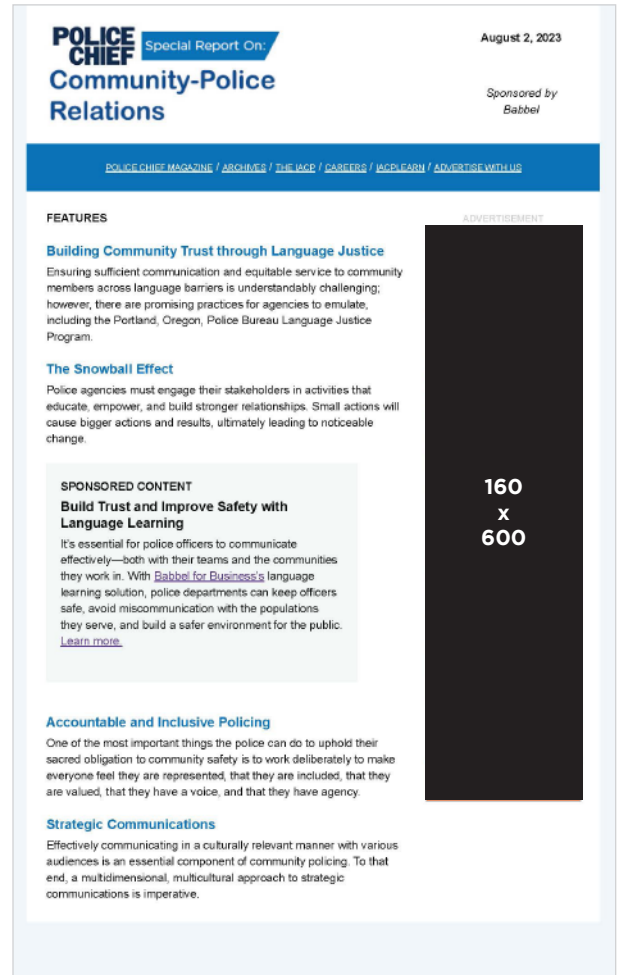 POLICE
CHIEF
Special Report On:
Community-Police
Relations
August 2, 2023
Sponsored by
Babbel
POLICE CHIEF MAGAZINE / ARCHIVES / THE IACP / CAREERS / IACPLEARN / ADVERTISE WITH US
FEATURES
Building Community Trust through Language Justice
Ensuring sufficient communication and equitable service to community
members across language barriers is understandably challenging;
however, there are promising practices for agencies to emulate,
including the Portland, Oregon, Police Bureau Language Justice
Program.
The Snowball Effect
Police agencies must engage their stakeholders in activities that
educate, empower, and build stronger relationships. Small actions will
cause bigger actions and results, ultimately leading to noticeable
change.
SPONSORED CONTENT
Build Trust and Improve Safety with
Language Learning
It's essential for police officers to communicate
effectively—both with their teams and the communities
they work in. With Babbel for Business's language
learning solution, police departments can keep officers
safe, avoid miscommunication with the populations
they serve, and build a safer environment for the public.
Learn more.
Accountable and Inclusive Policing
One of the most important things the police can do to uphold their
sacred obligation to community safety is to work deliberately to make
everyone feel they are represented, that they are included, that they
are valued, that they have a voice, and that they have agency.
Strategic Communications
Effectively communicating in a culturally relevant manner with various
audiences is an essential component of community policing. To that
end, a multidimensional, multicultural approach to strategic
communications is imperative.
ADVERTISEMENT
160
x
600